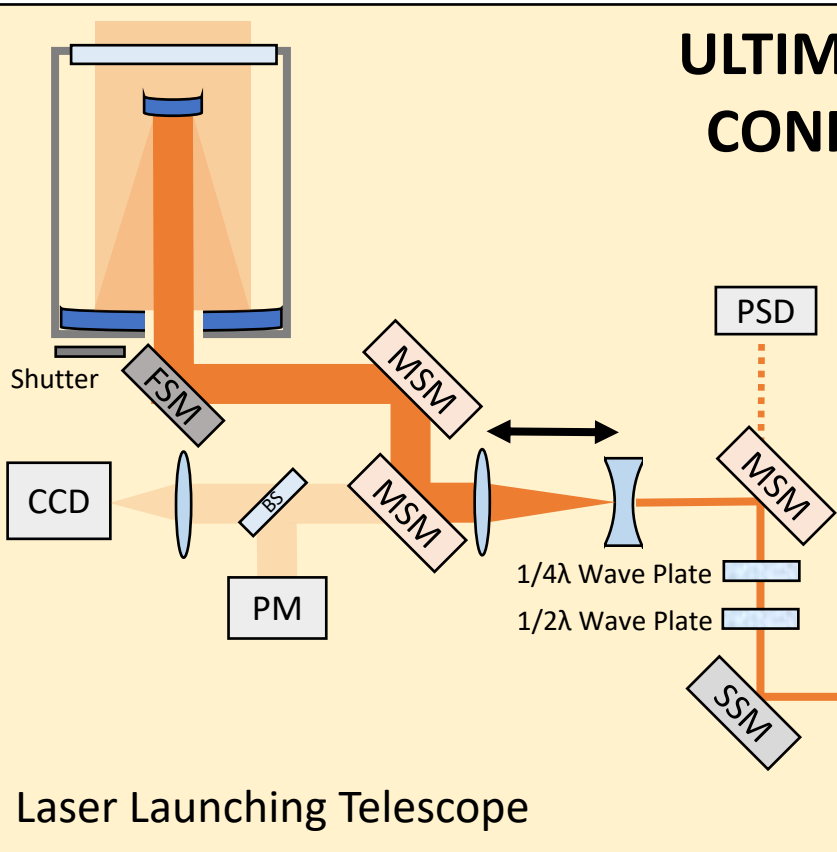 ULTIM
CON
PSD
MSM
Shutter
FSM
MSM
CCD
BS
MSM
1/4λ Wave Plate
PM
1/2λ Wave Plate
SSM
Laser Launching Telescope